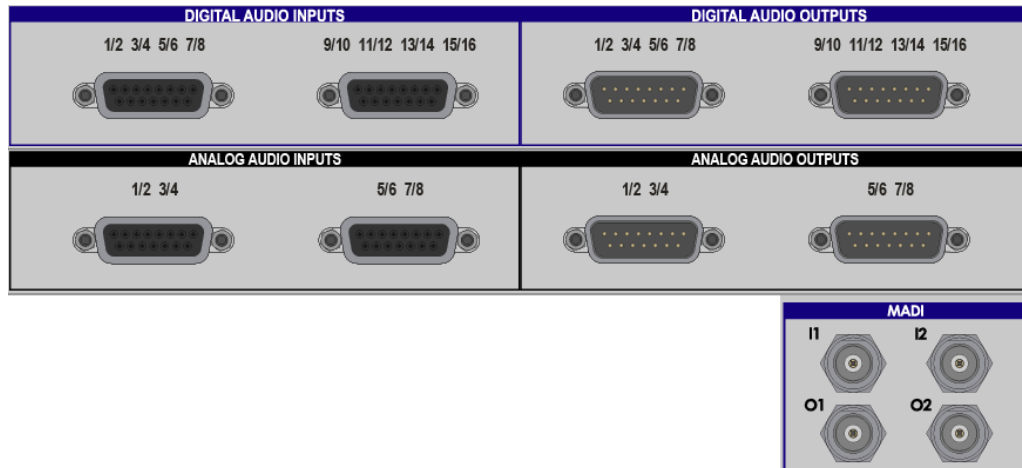 DIGITAL AUDIO INPUTS
DIGITAL AUDIO OUTPUTS
1/2 3/4 5/6 7/8
9/10 11/12 13/14 15/16
1/2 3/4 5/6 7/8
9/10 11/12 13/14 15/16
ANALOG AUDIO INPUTS
ANALOG AUDIO OUTPUTS
1/2 3/4
5/6 7/8
1/2 3/4
5/6 7/8
MADI
I1
I2
O1
O2